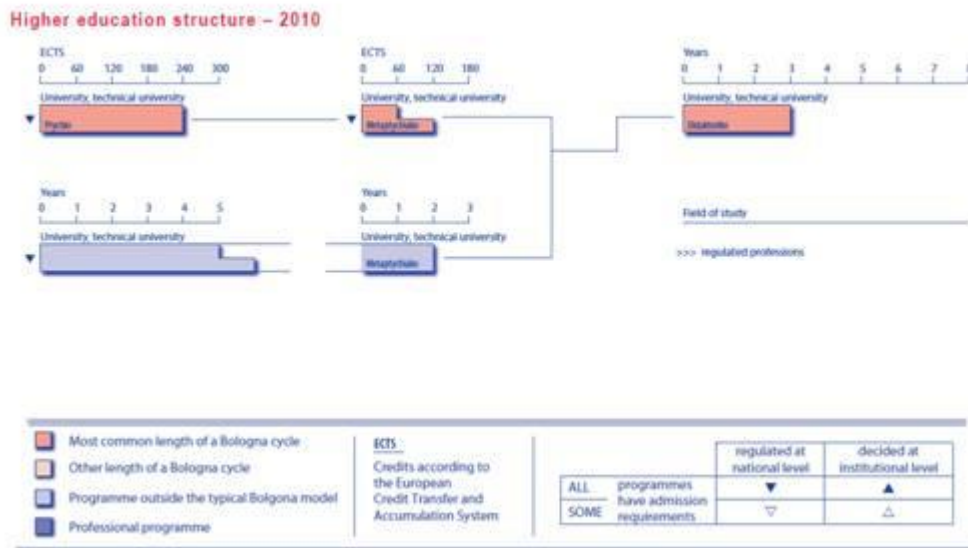 Higher education structure – 2010
ECTS
0 60 120 180 240 300
University, technical university
Ptychio
ECTS
0 60 120 180
University, technical university
Metaptychiako
Years
0 1 2 3 4 5 6 7 8
University, technical university
Didaktoriko
Years
0 1 2 3 4 5
University, technical university
Years
0 1 2 3
University, technical university
Metaptychiako
Field of study
>>> regulated professions
Most common length of a Bologna cycle
Other length of a Bologna cycle
Programme outside the typical Bolgona model
Professional programme
ECTS
Credits according to
the European
Credit Transfer and
Accumulation System
regulated at
national level
decided at
institutional level
ALL
SOME
programmes
have admission
requirements